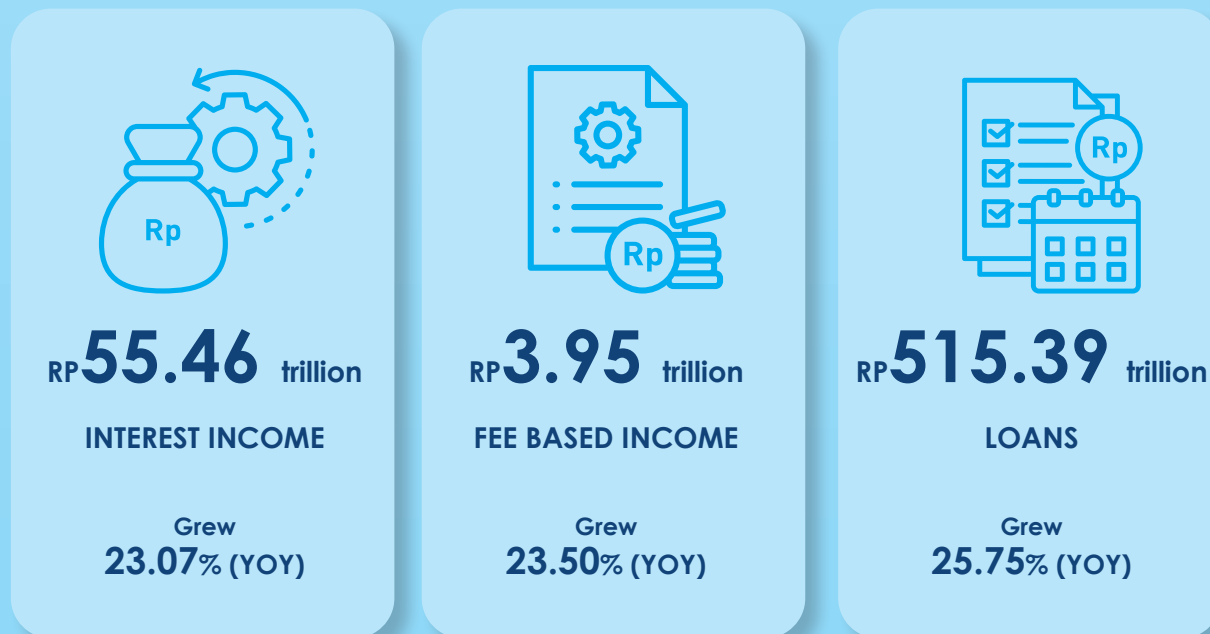 Rp
RP55.46 trillion
INTEREST INCOME
Grew
23.07% (YOY)
Rp
RP3.95 trillion
FEE BASED INCOME
Grew
23.50% (YOY)
Rp
RP515.39 trillion
LOANS
Grew
25.75% (YOY)